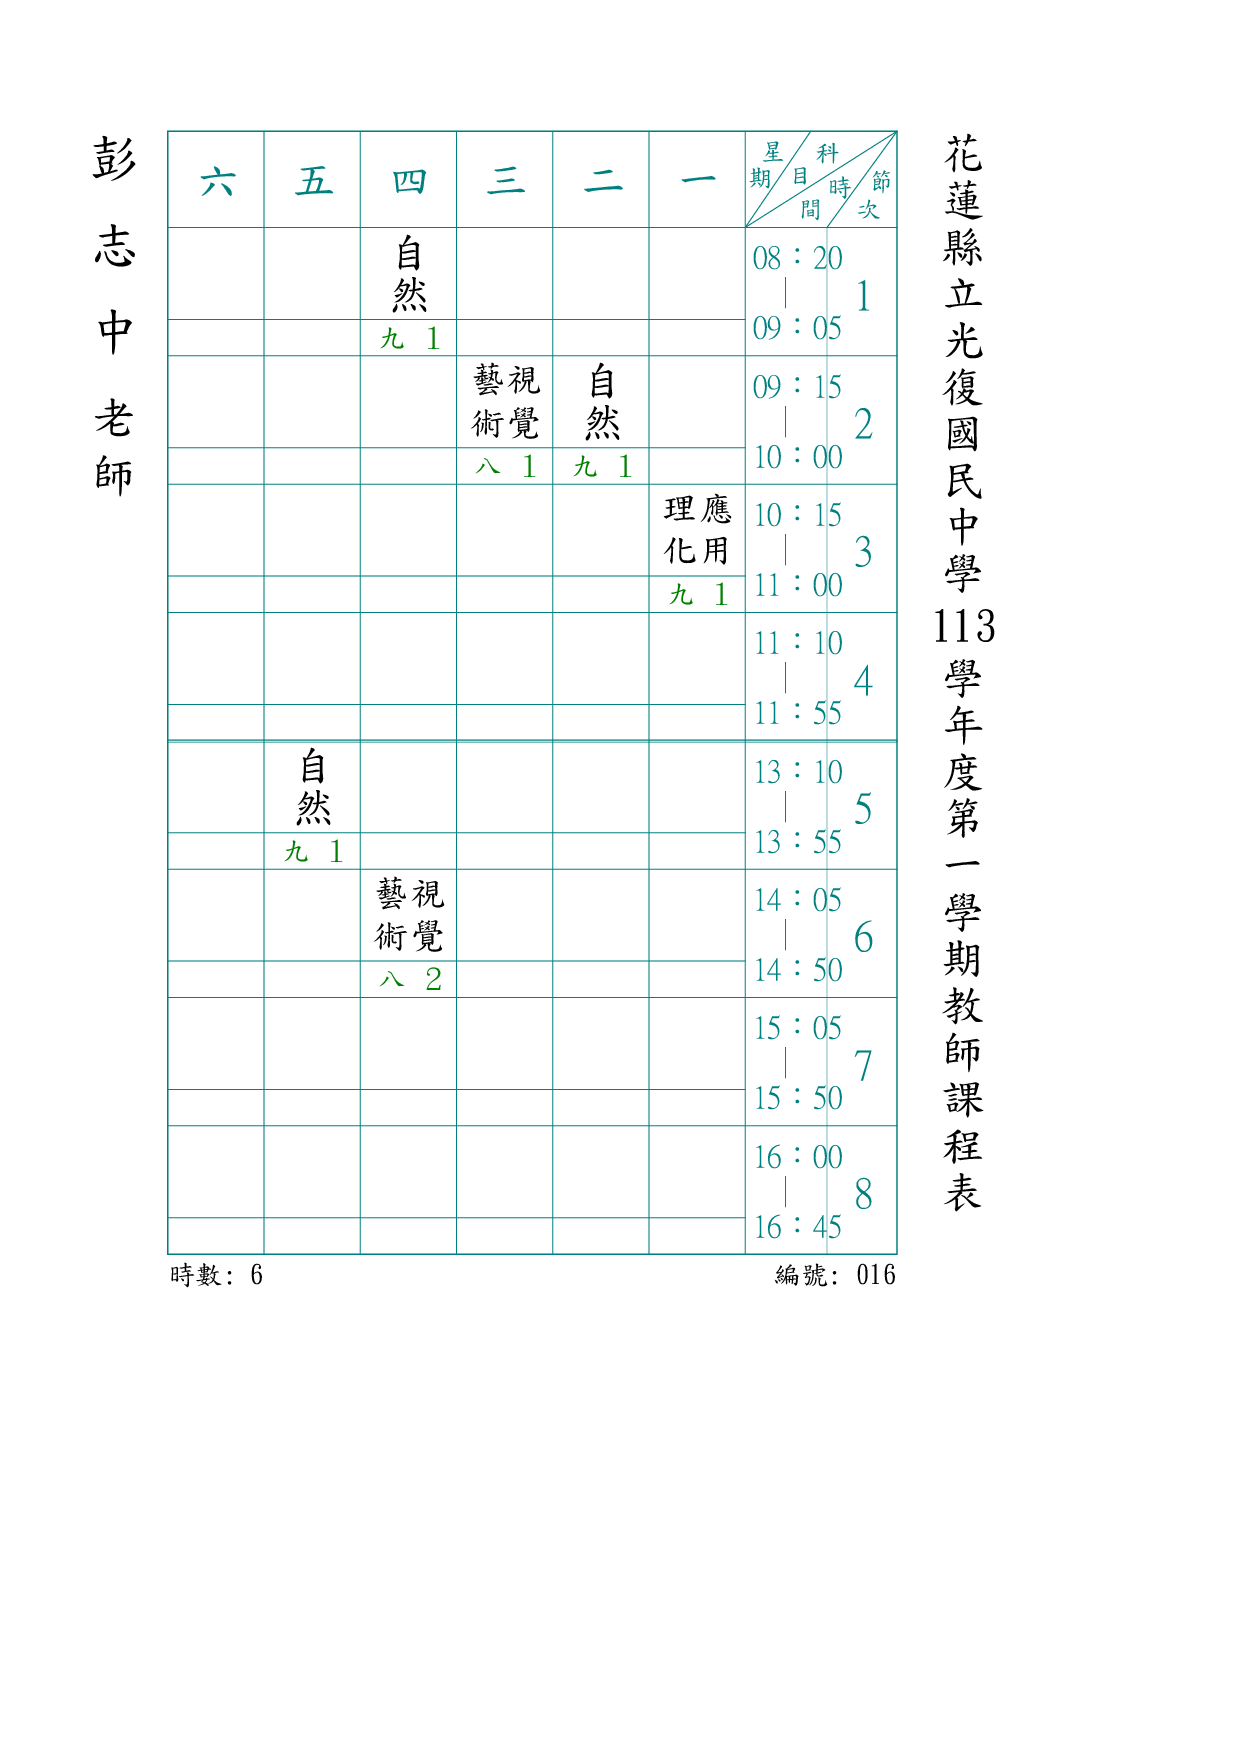 花蓮縣立光復國民中學113學年度第一學期教師課程表
星期 科目 時間 節次
一 二 三 四 五 六
08：20｜09：05 1
自然
九 1
09：15｜10：00 2
自然
九 1
視覺藝術
八 1
10：15｜11：00 3
應用理化
九 1
11：10｜11：55 4
13：10｜13：55 5
自然
九 1
14：05｜14：50 6
視覺藝術
八 2
15：05｜15：50 7
16：00｜16：45 8
彭志中老師
編號: 016
時數: 6